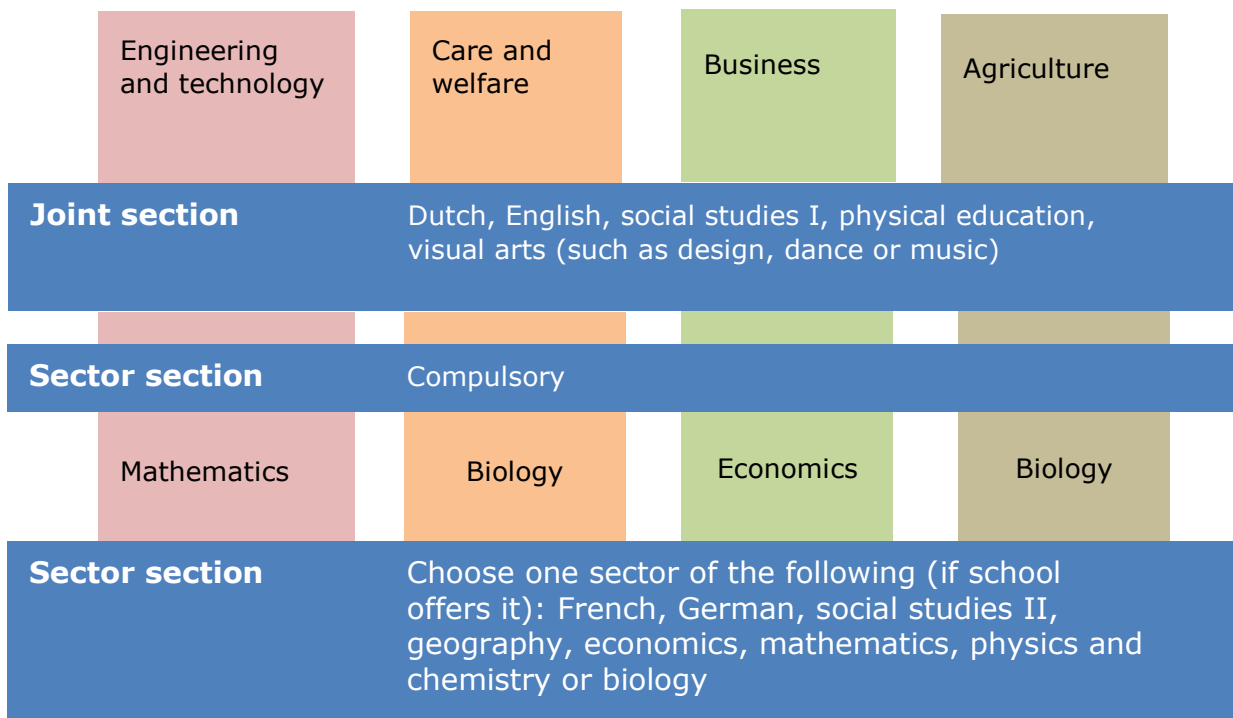 Engineering
and technology
Care and
welfare
Business
Agriculture
Joint section
Dutch, English, social studies I, physical education,
visual arts (such as design, dance or music)
Sector section
Compulsory
Mathematics
Biology
Economics
Biology
Sector section
Choose one sector of the following (if school
offers it): French, German, social studies II,
geography, economics, mathematics, physics and
chemistry or biology